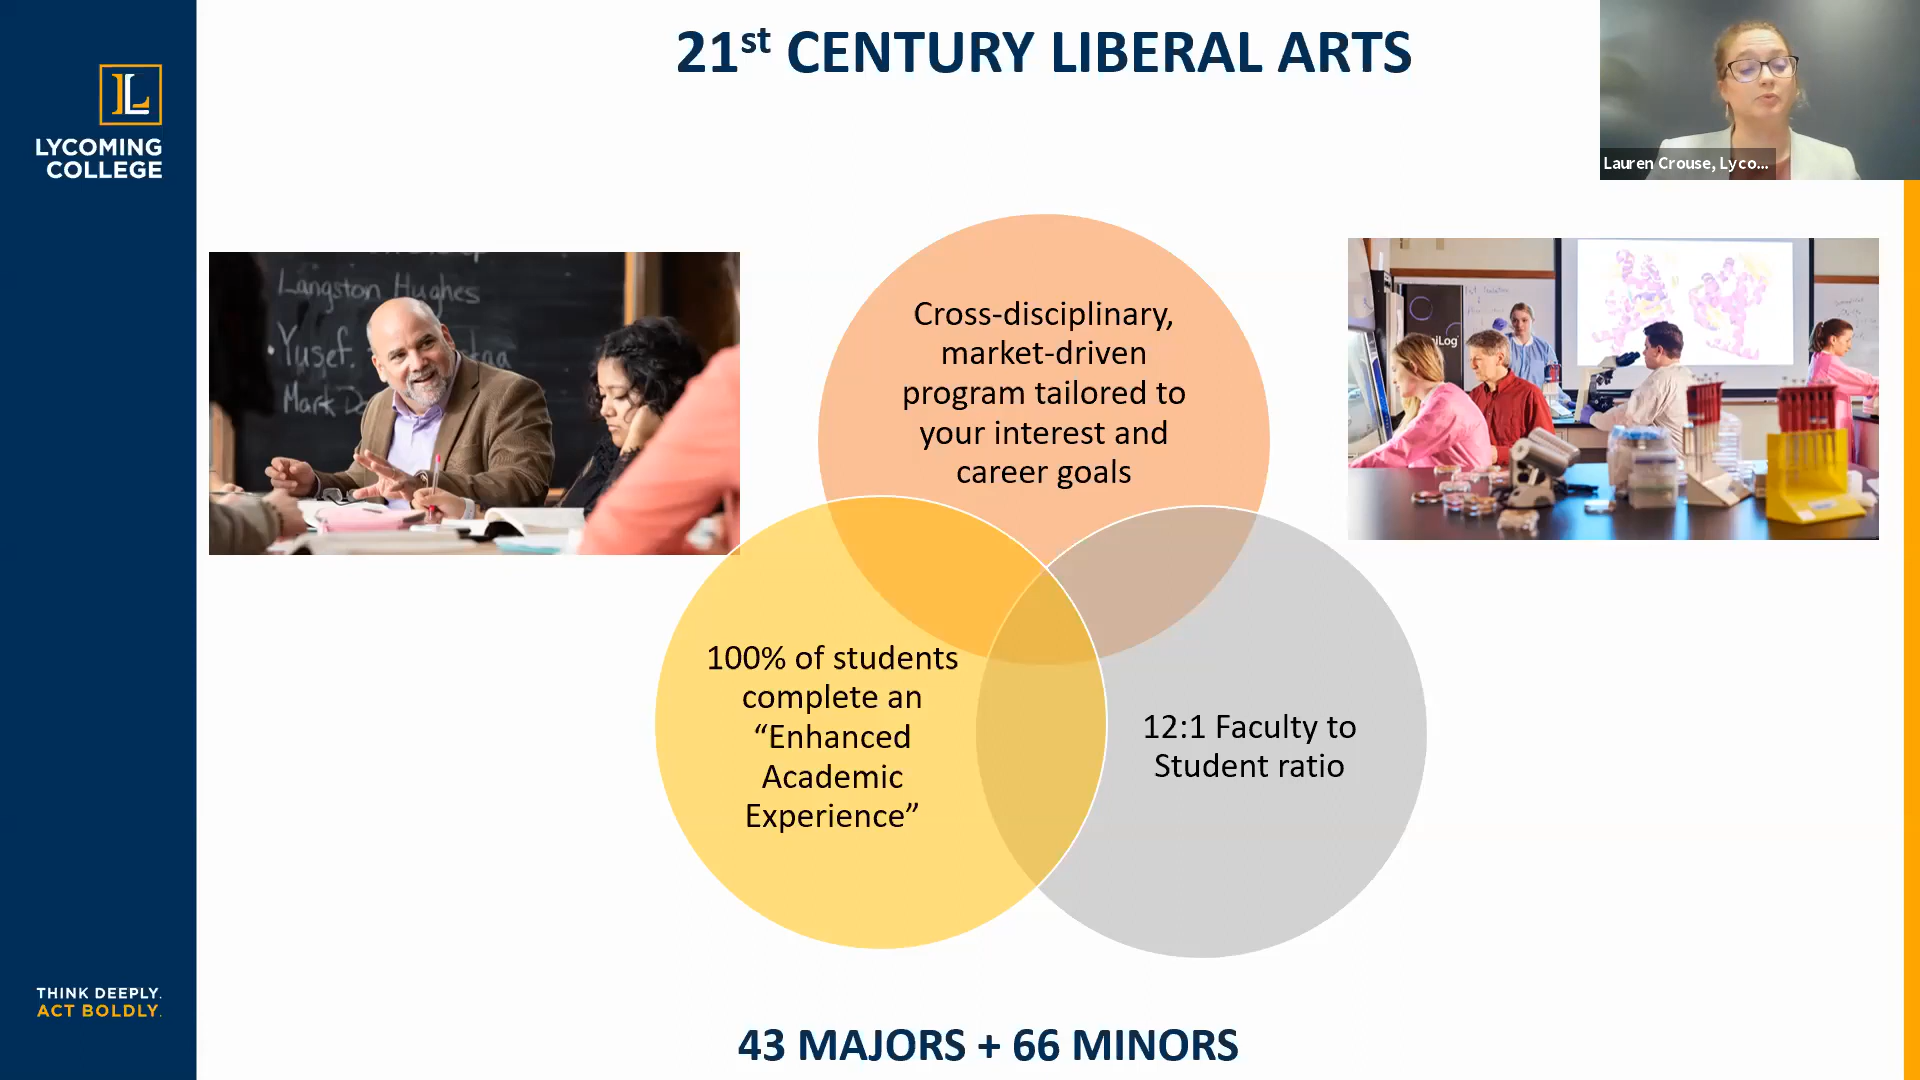 21st CENTURY LIBERAL ARTS
LYCOMING
COLLEGE
Lauren Crouse, Lyco...
Langston Hughes
Yusef
Mark
Cross-disciplinary,
market-driven
program tailored to
your interest and
career goals
100% of students
complete an
“Enhanced
Academic
Experience”
12:1 Faculty to
Student ratio
THINK DEEPLY.
ACT BOLDLY.
43 MAJORS + 66 MINORS